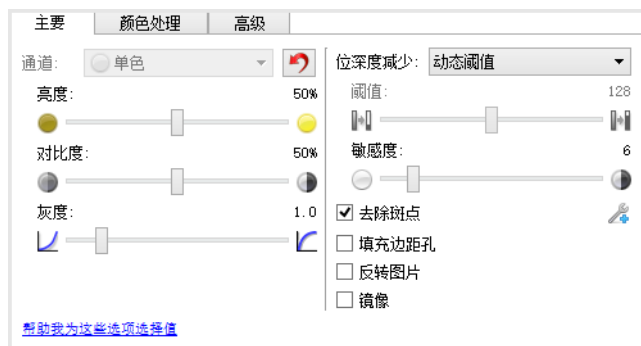 主要 颜色处理 高级
通道: 单色
亮度: 50%
对比度: 50%
灰度: 1.0
帮助我为这些选项选择值
位深度减少: 动态阈值
阈值: 128
敏感度: 6
去除斑点
填充边距孔
反转图片
镜像